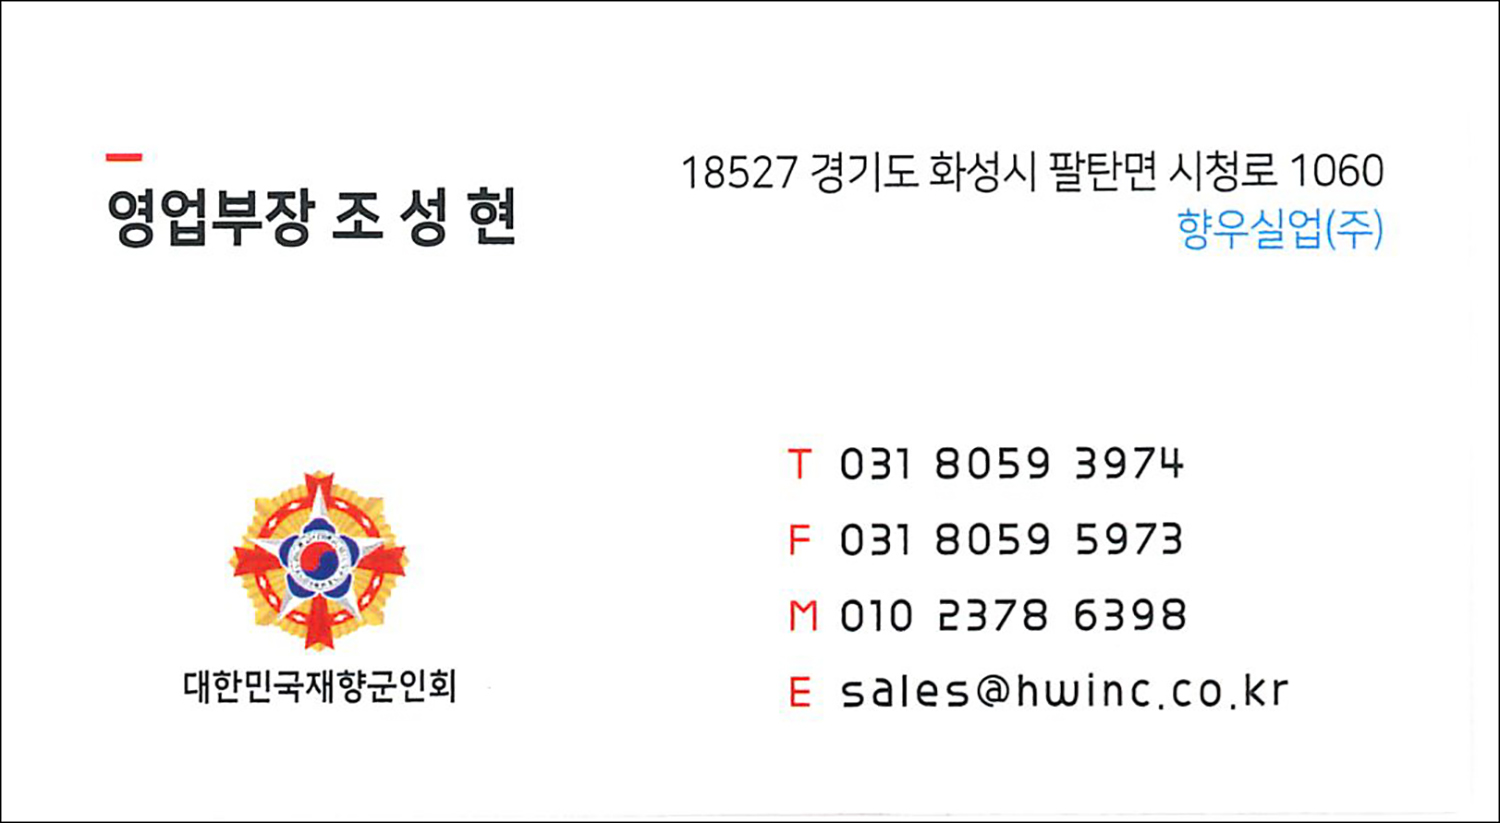 영업부장 조 성 현
18527 경기도 화성시 팔탄면 시청로 1060
향우실업(주)
대한민국재향군인회
T 031 8059 3974
F 031 8059 5973
M 010 2378 6398
E sales@hwinc.co.kr